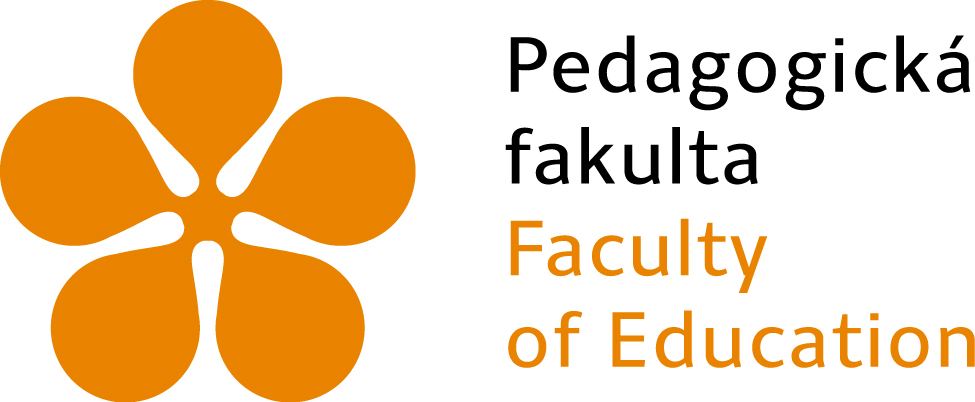 Pedagogická
fakulta
Faculty
of Education